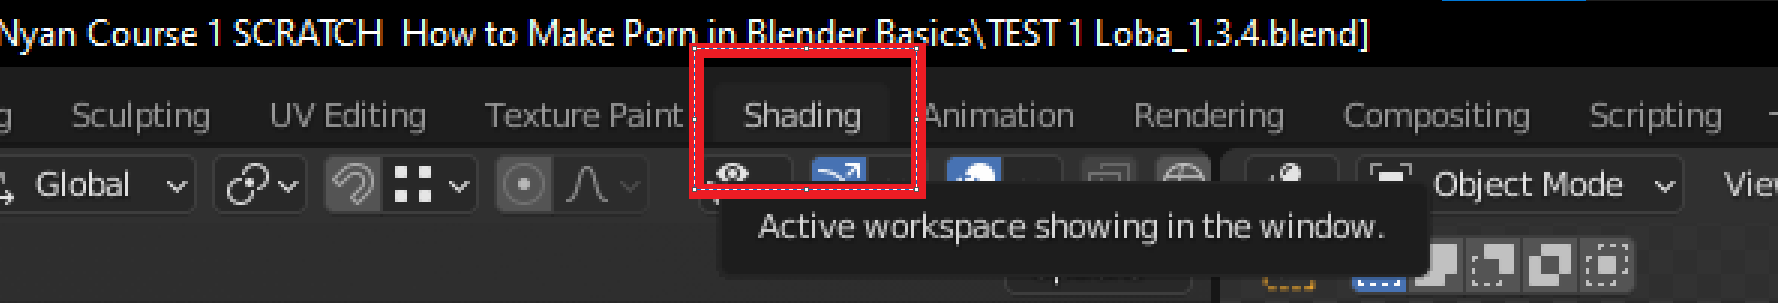 Nyan Course 1 SCRATCH  How to Make Porn in Blender Basics\TEST 1 Loba_1.3.4.blend]
Sculpting UV Editing Texture Paint Shading Animation Rendering Compositing Scripting
Global Object Mode
Active workspace showing in the window.